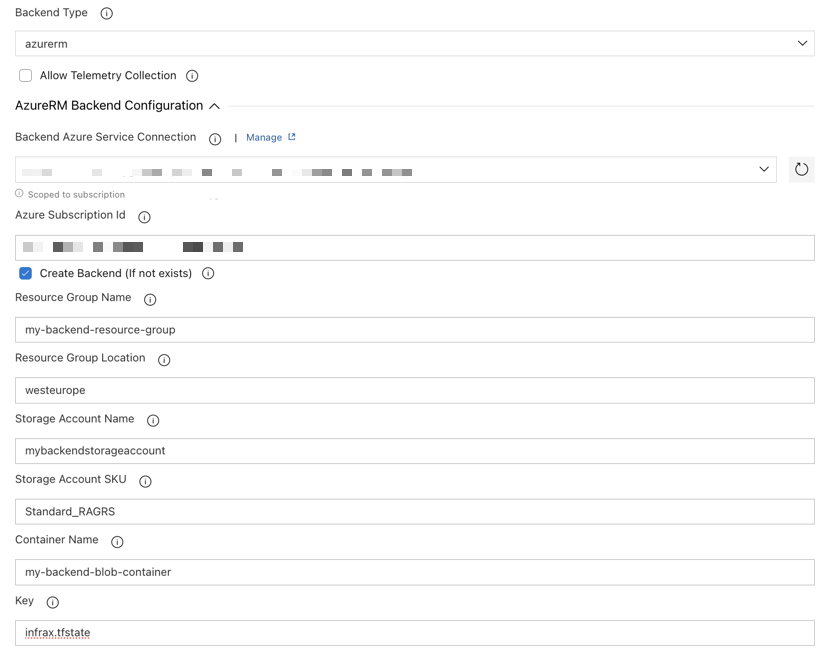 Backend Type
azurerm
Allow Telemetry Collection
AzureRM Backend Configuration
Backend Azure Service Connection | Manage
Scoped to subscription
Azure Subscription Id
Create Backend (If not exists)
Resource Group Name
my-backend-resource-group
Resource Group Location
westeurope
Storage Account Name
mybackendstorageaccount
Storage Account SKU
Standard_RAGRS
Container Name
my-backend-blob-container
Key
infrax.tfstate